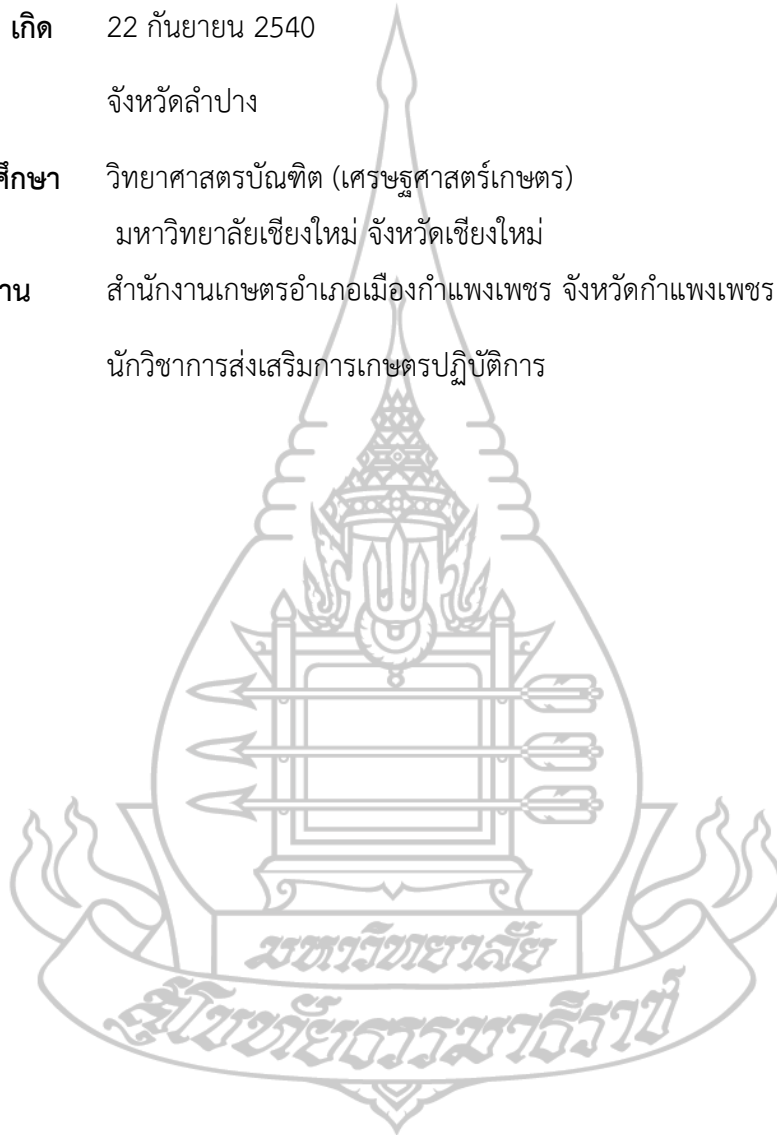 เกิด 22 กันยายน 2540
จังหวัดลำปาง
ศึกษา วิทยาศาสตรบัณฑิต (เศรษฐศาสตร์เกษตร)
มหาวิทยาลัยเชียงใหม่ จังหวัดเชียงใหม่
าน สำนักงานเกษตรอำเภอเมืองกำแพงเพชร จังหวัดกำแพงเพชร
นักวิชาการส่งเสริมการเกษตรปฏิบัติการ
มหาวิทยาลัย
สุโขทัยธรรมาธิราช